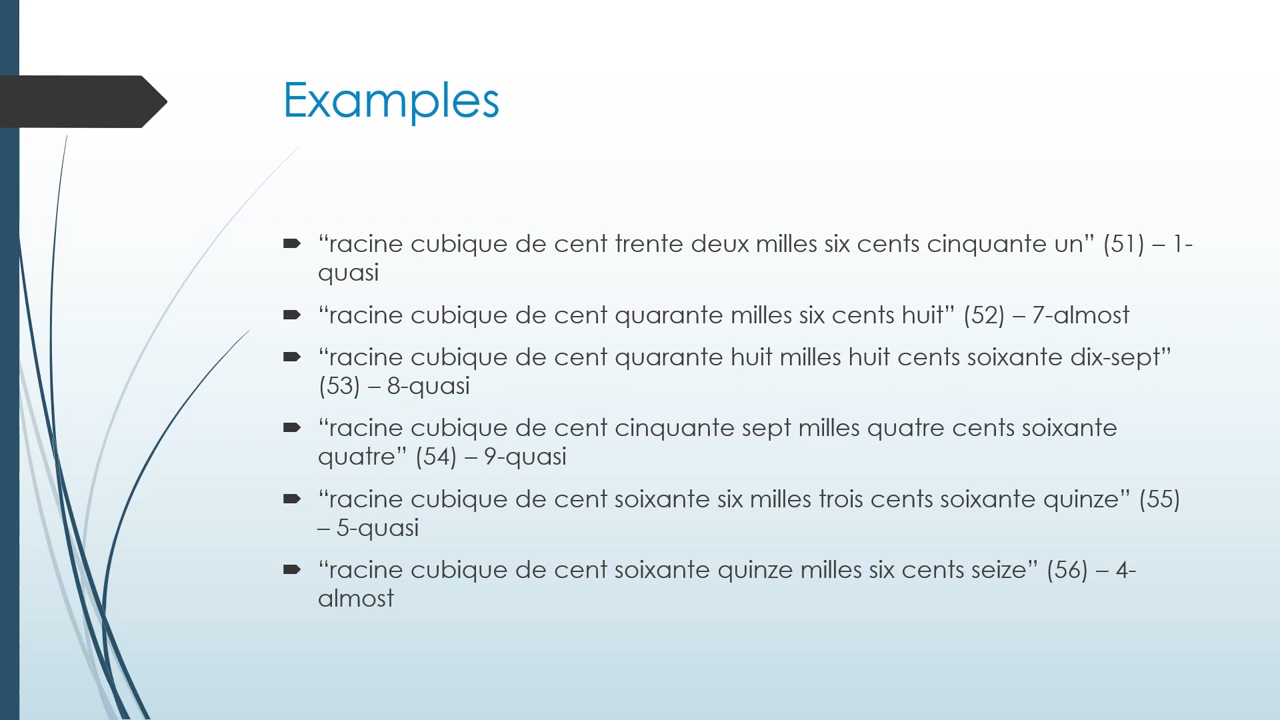 Examples
“racine cubique de cent trente deux milles six cents cinquante un” (51) – 1-
quasi
“racine cubique de cent quarante milles six cents huit” (52) – 7-almost
“racine cubique de cent quarante huit milles huit cents soixante dix-sept”
(53) – 8-quasi
“racine cubique de cent cinquante sept milles quatre cents soixante
quatre” (54) – 9-quasi
“racine cubique de cent soixante six milles trois cents soixante quinze” (55)
– 5-quasi
“racine cubique de cent soixante quinze milles six cents seize” (56) – 4-
almost